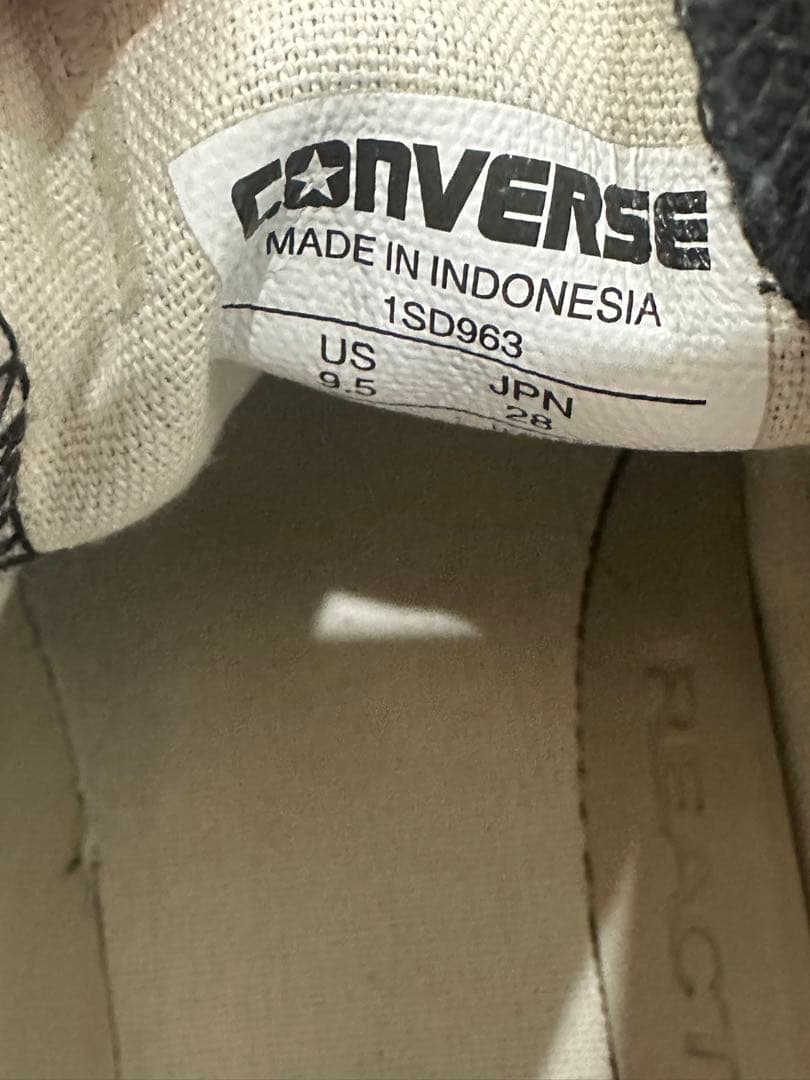 CONVERSE
MADE IN INDONESIA
1SD963
US JPN
9.5 28
REACT